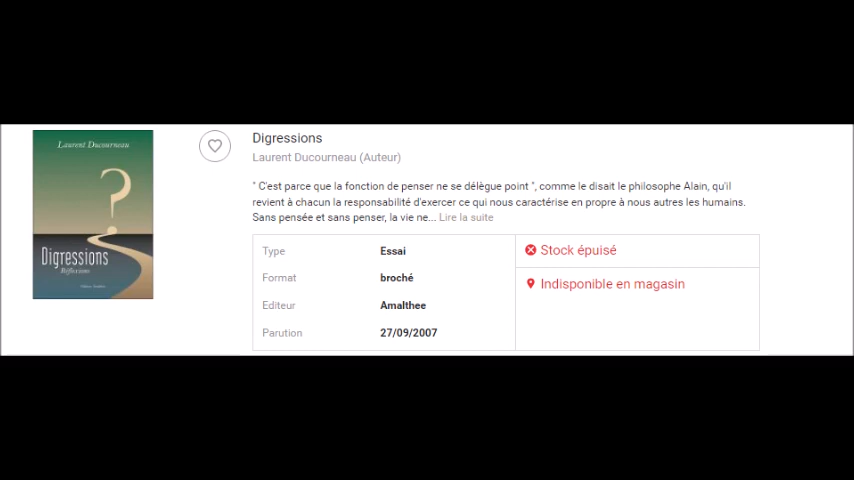 Laurent Ducourneau
?
Digressions
Réflexions
Digressions
Laurent Ducourneau (Auteur)
" C'est parce que la fonction de penser ne se délègue point ", comme le disait le philosophe Alain, qu'il
revient à chacun la responsabilité d'exercer ce qui nous caractérise en propre à nous autres les humains.
Sans pensée et sans penser, la vie ne... Lire la suite
Type Essai
Format broché
Editeur Amalthee
Parution 27/09/2007
Stock épuisé
Indisponible en magasin